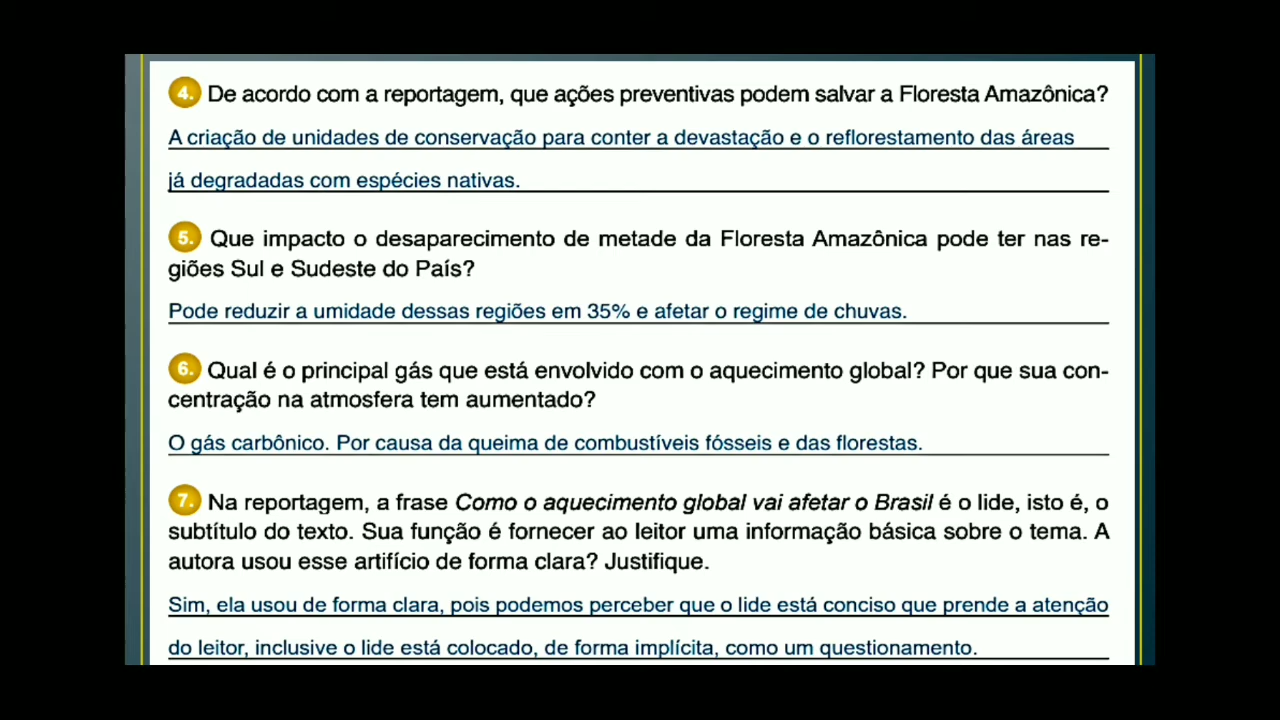 4. De acordo com a reportagem, que ações preventivas podem salvar a Floresta Amazônica?
A criação de unidades de conservação para conter a devastação e o reflorestamento das áreas
já degradadas com espécies nativas.
5. Que impacto o desaparecimento de metade da Floresta Amazônica pode ter nas re-
giões Sul e Sudeste do País?
Pode reduzir a umidade dessas regiões em 35% e afetar o regime de chuvas.
6. Qual é o principal gás que está envolvido com o aquecimento global? Por que sua con-
centração na atmosfera tem aumentado?
O gás carbônico. Por causa da queima de combustíveis fósseis e das florestas.
7. Na reportagem, a frase Como o aquecimento global vai afetar o Brasil é o lide, isto é, o
subtítulo do texto. Sua função é fornecer ao leitor uma informação básica sobre o tema. A
autora usou esse artifício de forma clara? Justifique.
Sim, ela usou de forma clara, pois podemos perceber que o lide está conciso que prende a atenção
do leitor, inclusive o lide está colocado, de forma implícita, como um questionamento.